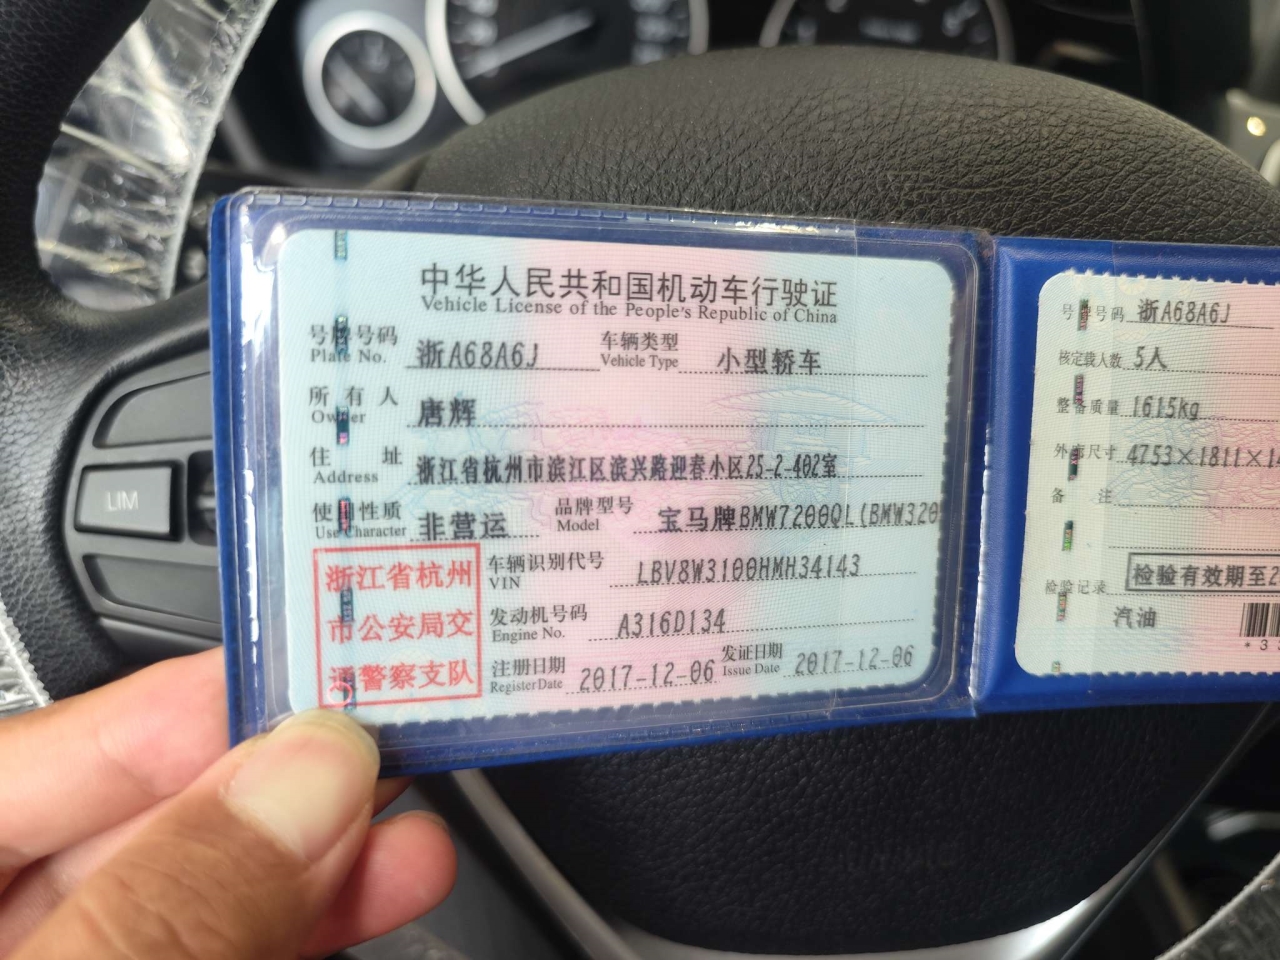 LIM
中华人民共和国机动车行驶证
Vehicle License of the People's Republic of China
号牌号码 浙A68A6J 车辆类型 小型轿车
Plate No. Vehicle Type
所有人 唐辉
Owner
住址 浙江省杭州市滨江区滨兴路迎春小区25-2-402室
Address
使用性质 非营运 品牌型号 宝马牌BMW7200QL(BMW320
Use Character Model
浙江省杭州
市公安局交
通警察支队
车辆识别代号 LBV8W3100HMH34143
VIN
发动机号码 A316D134
Engine No.
注册日期 2017-12-06 发证日期 2017-12-06
Register Date Issue Date
号牌号码 浙A68A6J
核定载人数 5人
整备质量 1615kg
外廓尺寸 4753×1811×14
备注
检验记录 检验有效期至2
汽油
*33